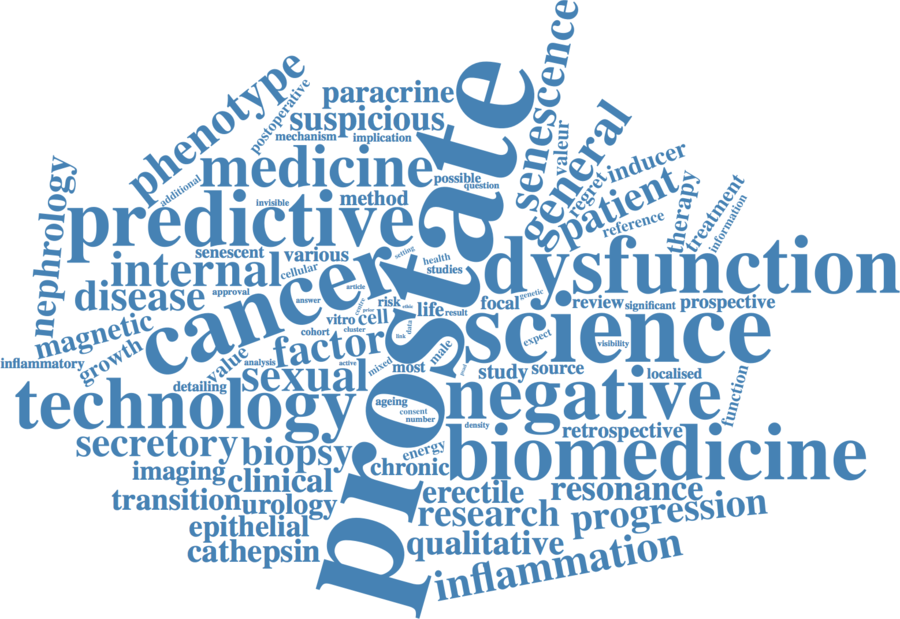 senescence
prostate
phenotype
postoperative
paracrine
suspicious
mechanism
implication
valeur
general
medicine
possible
question
additional
invisible
method
predictive
regret
inducer
patient
reference
therapy
treatment
information
nephrology
senescent
various
setting
health
studies
internal
cellular
dysfunction
disease
approval
article
answer
cancer
risk
life
result
focal
genetic
review
significant
prospective
magnetic
growth
inflammatory
vitro
cell
centre
prior
cohort
cluster
link
data
science
expect
visibility
factor
value
analysis
active
mixed
most
male
study
source
localised
function
detailing
sexual
technology
ageing
consent
number
negative
density
retrospective
secretory
biopsy
energy
chronic
biomedicine
imaging
clinical
erectile
resonance
transition
urology
research
progression
epithelial
cathepsin
qualitative
inflammation